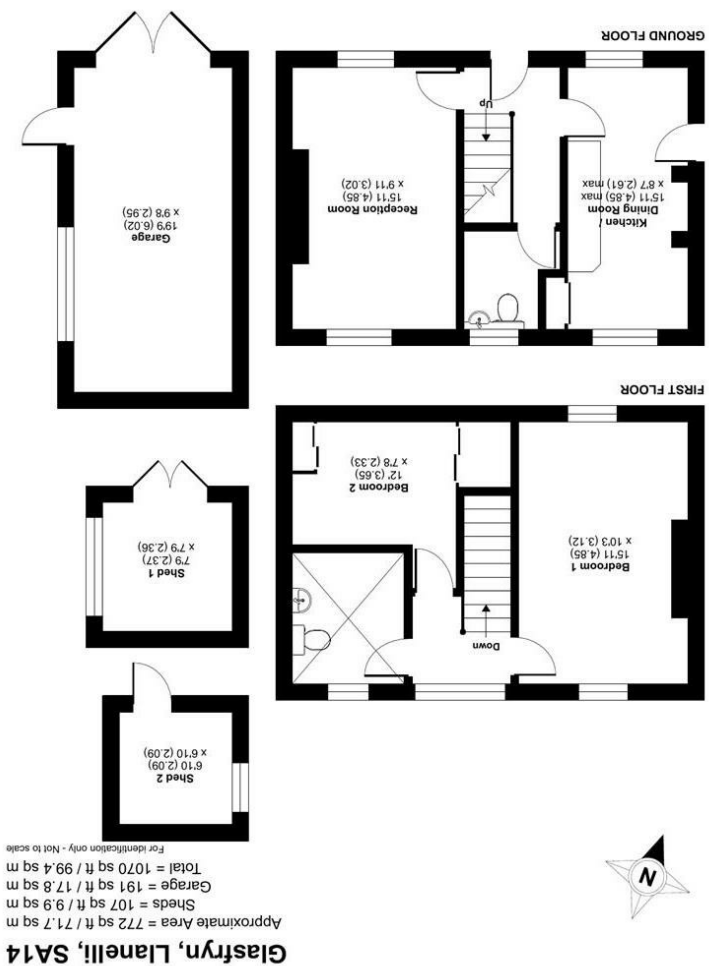 Glasfryn, Llanelli, SA14
Approximate Area = 772 sq ft / 71.7 sq m
Sheds = 107 sq ft / 9.9 sq m
Garage = 191 sq ft / 17.8 sq m
Total = 1070 sq ft / 99.4 sq m
For identification only - Not to scale
N
Shed 2
6'10 (2.09)
x 6'10 (2.09)
Down
Bedroom 1
15'11 (4.85)
x 10'3 (3.12)
Bedroom 2
12' (3.65)
x 7'8 (2.33)
Shed 1
7'9 (2.37)
x 7'9 (2.36)
FIRST FLOOR
Kitchen /
Dining Room
15'11 (4.85) max
x 8'7 (2.61) max
Up
Reception Room
15'11 (4.85)
x 9'11 (3.02)
Garage
19'9 (6.02)
x 9'8 (2.95)
GROUND FLOOR